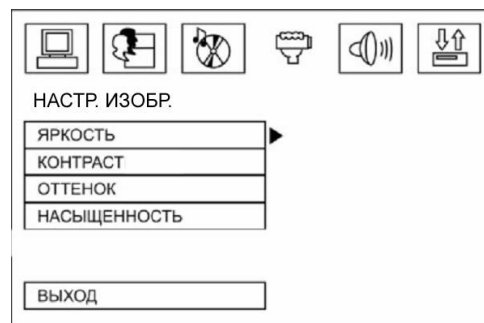 НАСТР. ИЗОБР.
ЯРКОСТЬ
КОНТРАСТ
ОТТЕНОК
НАСЫЩЕННОСТЬ
ВЫХОД